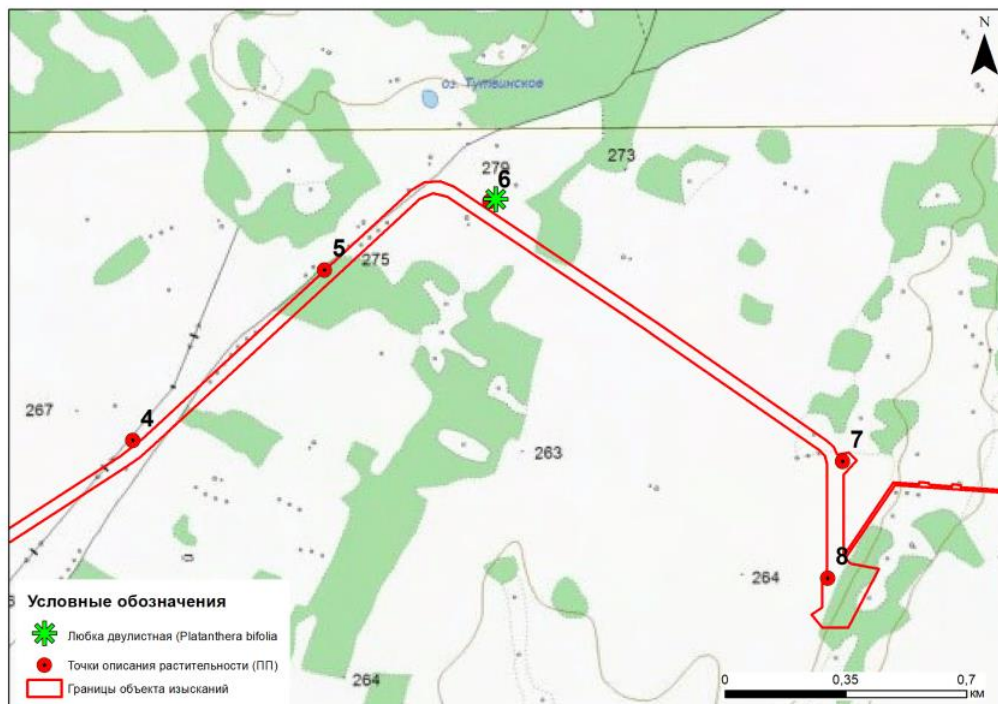 N
оз. Тутвинское
279
273
6
5
275
267
4
263
7
8
264
Условные обозначения
Любка двулистная (Platanthera bifolia
Точки описания растительности (ПП)
Границы объекта изысканий
264
0 0,35 0,7
км